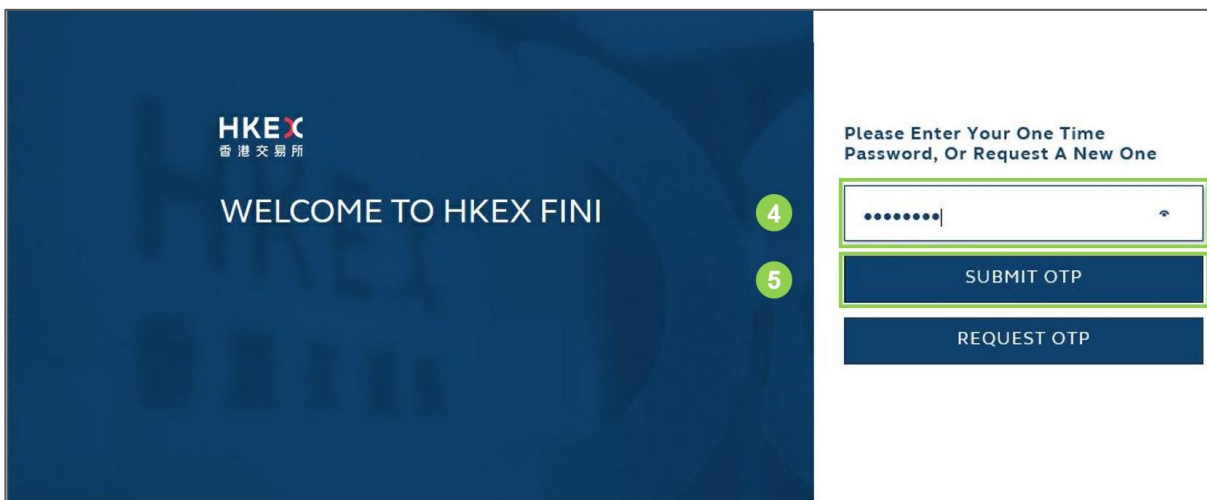 HKEX
香港交易所
WELCOME TO HKEX FINI
Please Enter Your One Time
Password, Or Request A New One
4
••••••••
5
SUBMIT OTP
REQUEST OTP